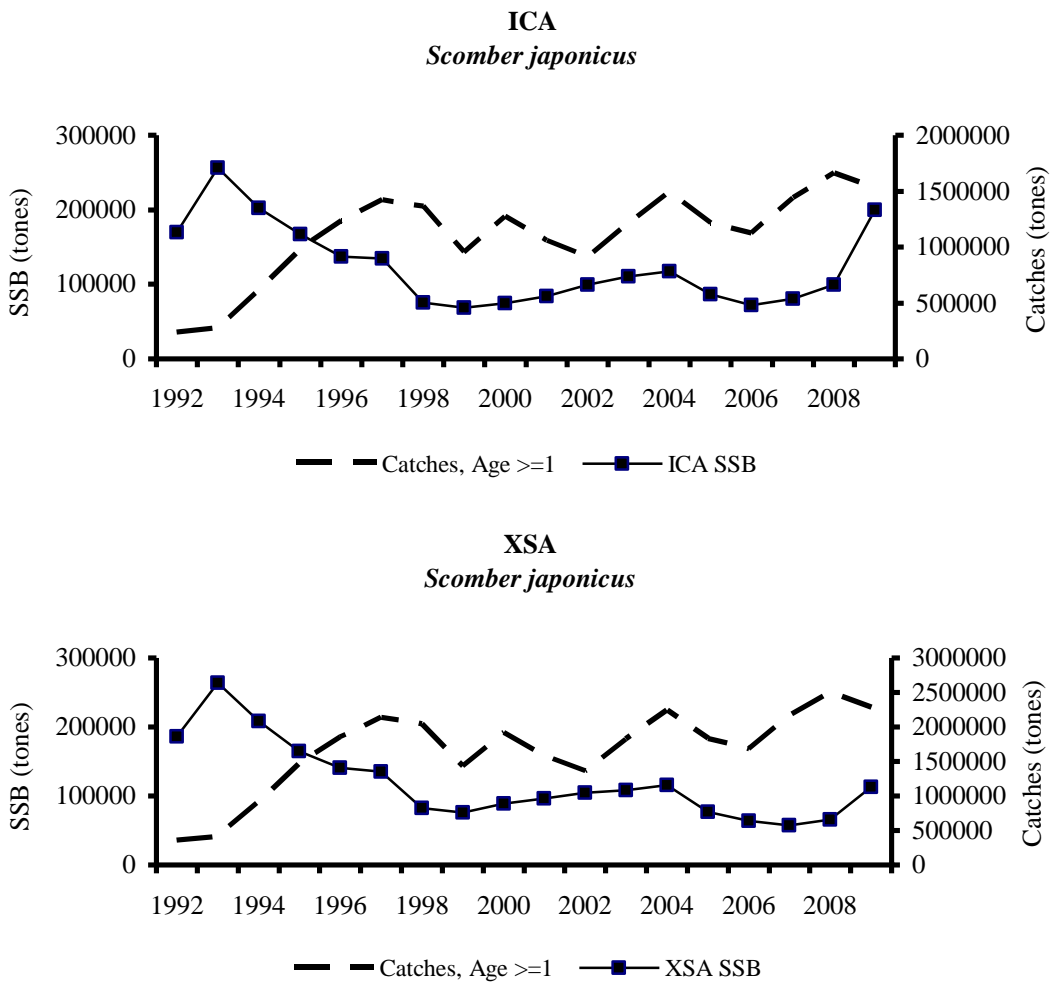 ICA
Scomber japonicus
300000
200000
100000
0
SSB (tones)
2000000
1500000
1000000
500000
0
Catches (tones)
1992 1994 1996 1998 2000 2002 2004 2006 2008
Catches, Age >=1 ICA SSB
XSA
Scomber japonicus
300000
200000
100000
0
SSB (tones)
3000000
2500000
2000000
1500000
1000000
500000
0
Catches (tones)
1992 1994 1996 1998 2000 2002 2004 2006 2008
Catches, Age >=1 XSA SSB